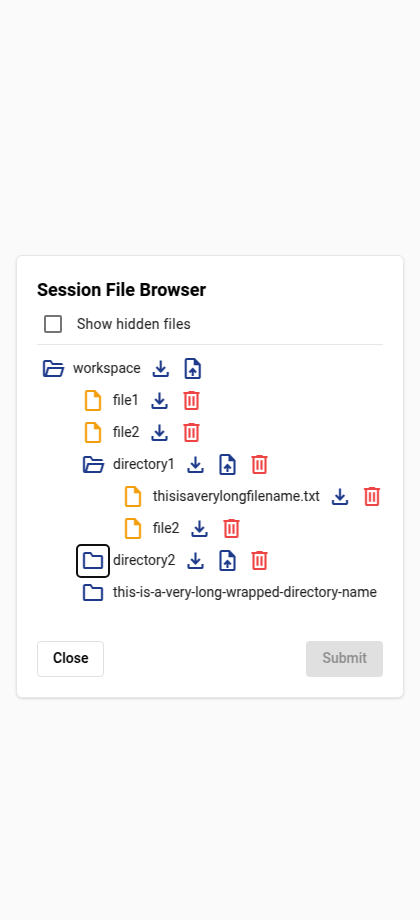 Session File Browser
Show hidden files
workspace
file1
file2
directory1
thisisaverylongfilename.txt
file2
directory2
this-is-a-very-long-wrapped-directory-name
Close
Submit